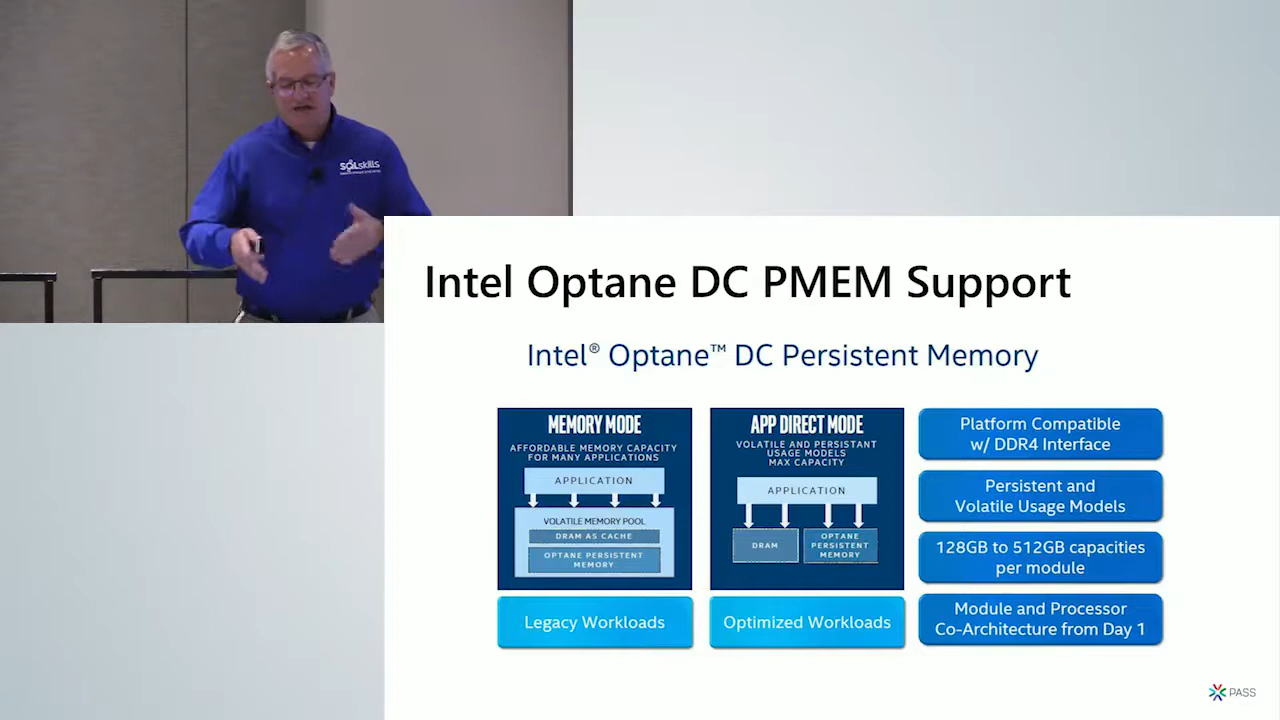 SQLskills
Intel Optane DC PMEM Support
Intel® Optane™ DC Persistent Memory
MEMORY MODE
AFFORDABLE MEMORY CAPACITY
FOR MANY APPLICATIONS
APPLICATION
VOLATILE MEMORY POOL
DRAM AS CACHE
OPTANE PERSISTENT
MEMORY
Legacy Workloads
APP DIRECT MODE
VOLATILE AND PERSISTANT
USAGE MODELS
MAX CAPACITY
APPLICATION
DRAM
OPTANE
PERSISTENT
MEMORY
Optimized Workloads
Platform Compatible
w/ DDR4 Interface
Persistent and
Volatile Usage Models
128GB to 512GB capacities
per module
Module and Processor
Co-Architecture from Day 1
PASS